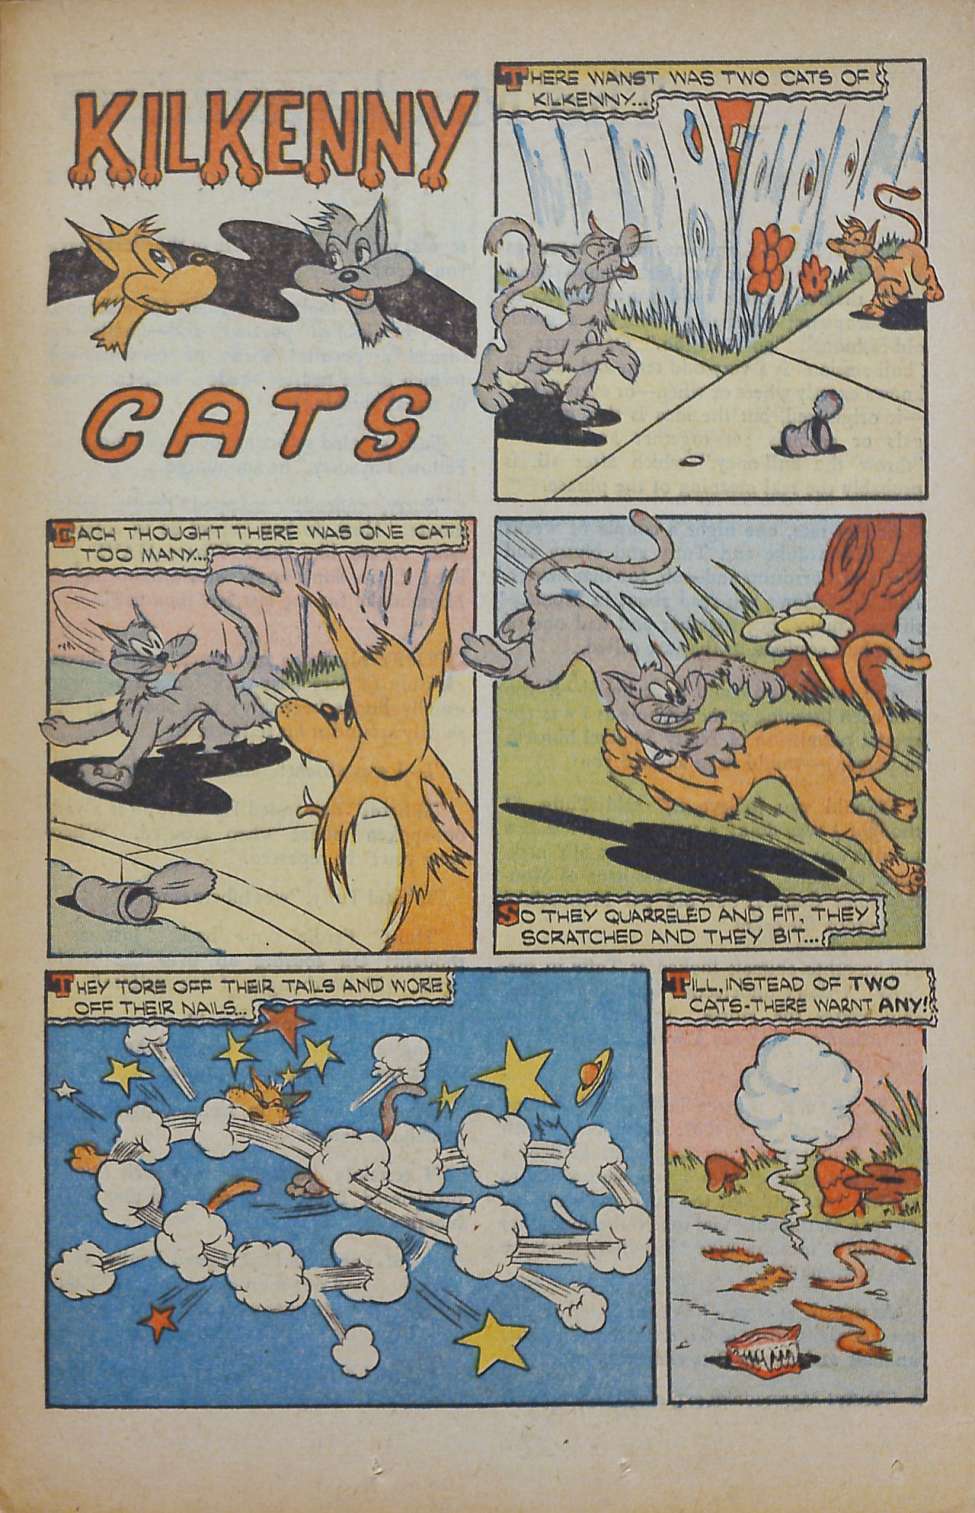 KILKENNY
CATS
THERE WANST WAS TWO CATS OF
KILKENNY...
EACH THOUGHT THERE WAS ONE CAT
TOO MANY...
SO THEY QUARRELED AND FIT, THEY
SCRATCHED AND THEY BIT...
THEY TORE OFF THEIR TAILS AND WORE
OFF THEIR NAILS...
TILL, INSTEAD OF TWO
CATS-THERE WARNT ANY!